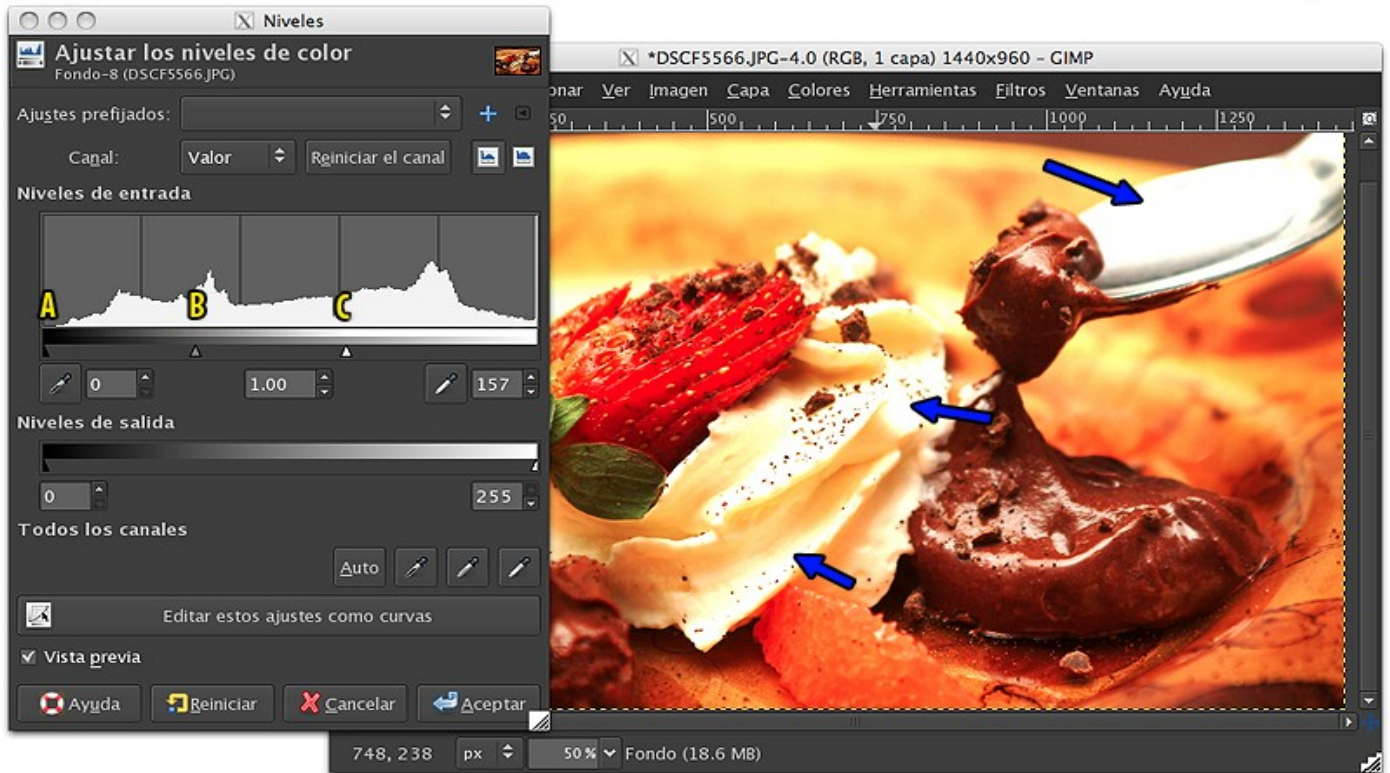 Niveles
Ajustar los niveles de color
Fondo-8 (DSCF5566.JPG)
Ajustes prefijados:
Canal:
Valor
Reiniciar el canal
Niveles de entrada
A
B
C
0
1.00
157
Niveles de salida
0
255
Todos los canales
Auto
Editar estos ajustes como curvas
Vista previa
Ayuda
Reiniciar
Cancelar
Aceptar
*DSCF5566.JPG-4.0 (RGB, 1 capa) 1440x960 – GIMP
onar Ver Imagen Capa Colores Herramientas Filtros Ventanas Ayuda
50 500 750 1000 1250
748, 238 px 50 % Fondo (18.6 MB)